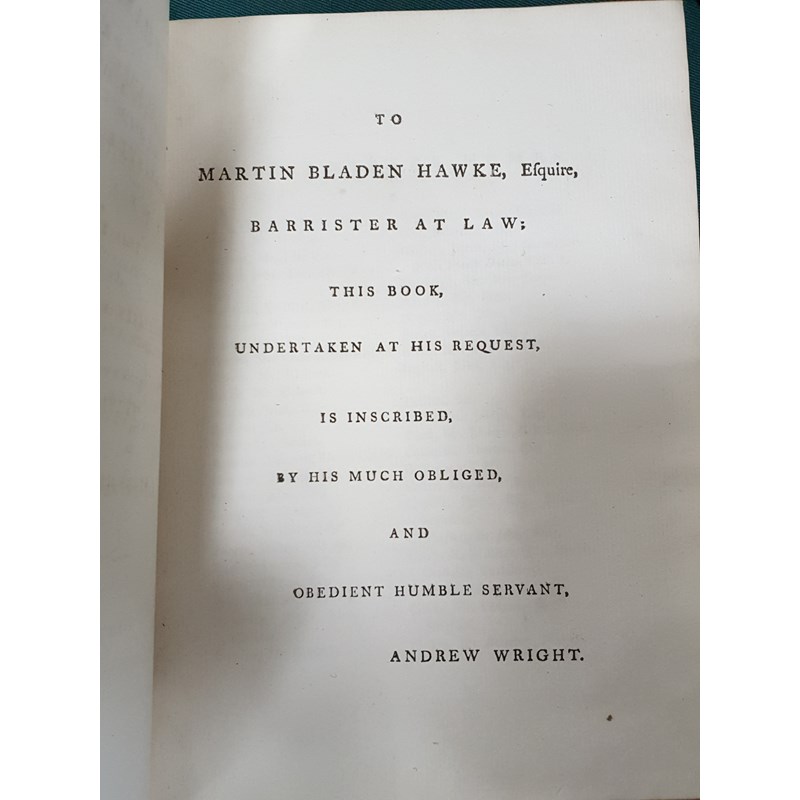 TO
MARTIN BLADEN HAWKE, Eſquire,
BARRISTER AT LAW;
THIS BOOK,
UNDERTAKEN AT HIS REQUEST,
IS INSCRIBED,
BY HIS MUCH OBLIGED,
AND
OBEDIENT HUMBLE SERVANT,
ANDREW WRIGHT.